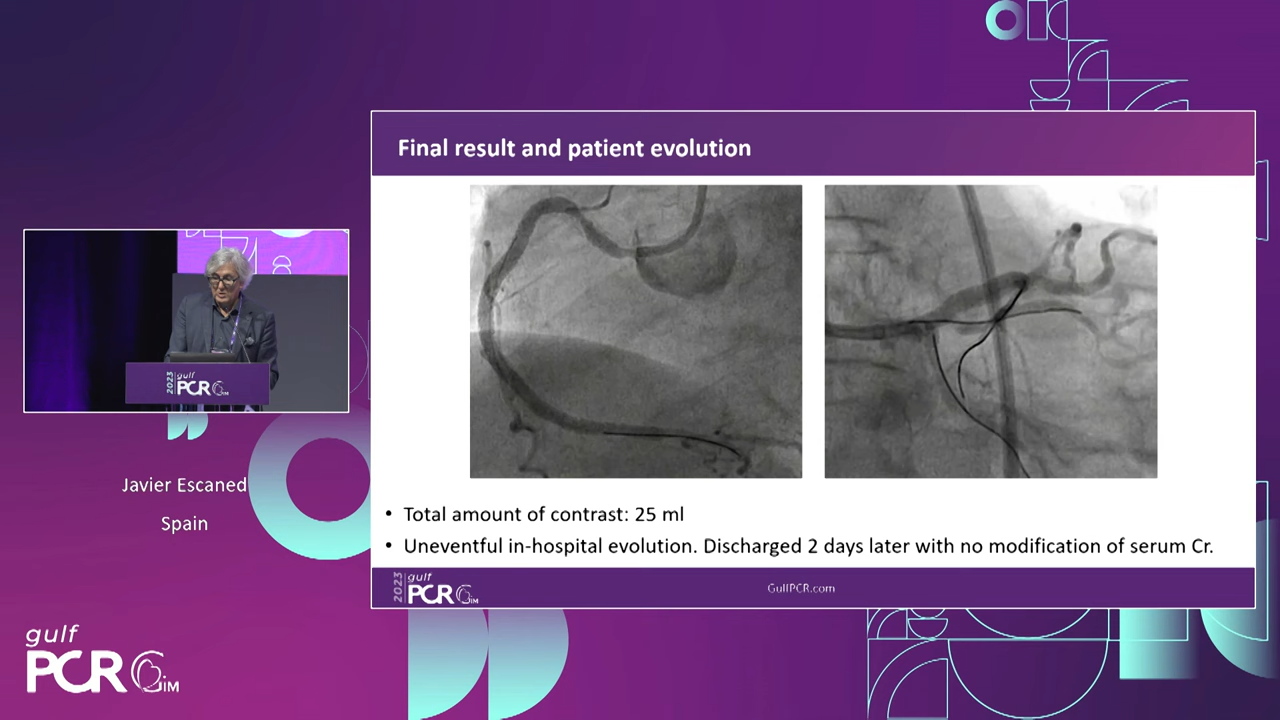 Final result and patient evolution
2023 gulf
PCR GIM
Javier Escaned
Spain
• Total amount of contrast: 25 ml
• Uneventful in-hospital evolution. Discharged 2 days later with no modification of serum Cr.
2023 gulf
PCR GIM
GulfPCR.com
gulf
PCR GIM